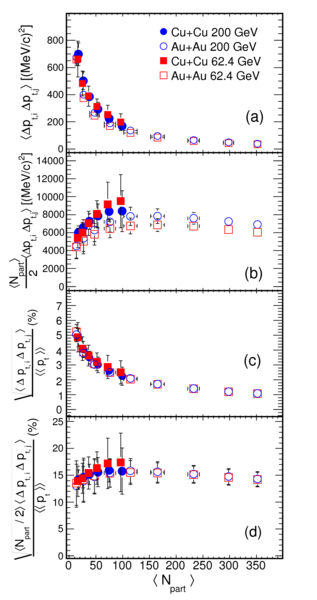 ⟨Δp_t,i Δp_t,j⟩ [(MeV/c)²]
800
600
400
200
0
Cu+Cu 200 GeV
Au+Au 200 GeV
Cu+Cu 62.4 GeV
Au+Au 62.4 GeV
(a)
⟨N_part⟩/2 ⟨Δp_t,i Δp_t,j⟩ [(MeV/c)²]
14000
12000
10000
8000
6000
4000
2000
0
(b)
√⟨Δp_t,i Δp_t,j⟩ / ⟨⟨p_t⟩⟩ (%)
7
6
5
4
3
2
1
0
(c)
√⟨N_part / 2⟩ ⟨Δp_t,i Δp_t,j⟩ / ⟨⟨p_t⟩⟩ (%)
25
20
15
10
5
0
(d)
0 50 100 150 200 250 300 350
⟨ N_part ⟩